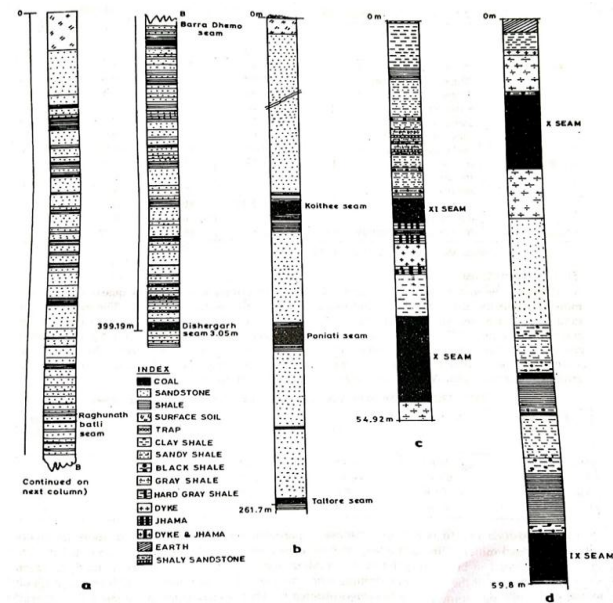 0
B
Barra Dhemo
seam
0m
0m
0m
X SEAM
Koithee seam
XI SEAM
399.19m
Dishergarh
seam 3.05m
Poniati seam
INDEX
COAL
SANDSTONE
SHALE
SURFACE SOIL
TRAP
CLAY SHALE
SANDY SHALE
BLACK SHALE
GRAY SHALE
HARD GRAY SHALE
DYKE
JHAMA
DYKE & JHAMA
EARTH
SHALY SANDSTONE
Raghunath
batti
seam
B
(Continued on
next column)
X SEAM
54.92m
c
Taltore seam
261.7m
b
IX SEAM
59.8m
a
d